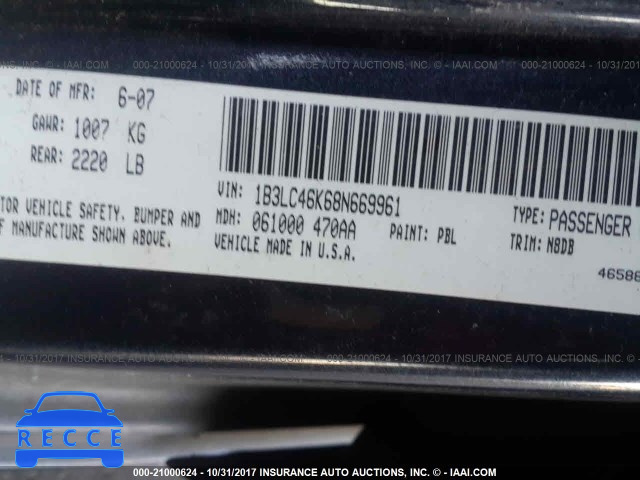 000-21000624 - 10/31/2017 INSURANCE AUTO AUCTIONS, INC. © - IAAI.COM
DATE OF MFR: 6-07
GAWR: 1007 KG
REAR: 2220 LB
TOR VEHICLE SAFETY, BUMPER AND
F MANUFACTURE SHOWN ABOVE.
VIN: 1B3LC46K68N669961
MDH: 061000 470AA PAINT: PBL
VEHICLE MADE IN U.S.A.
TYPE: PASSENGER
TRIM: N8DB
46588
000-21000624 - 10/31/2017 INSURANCE AUTO AUCTIONS, INC. © - IAAI.COM
RECCE
000-21000624 - 10/31/2017 INSURANCE AUTO AUCTIONS, INC. © - IAAI.COM